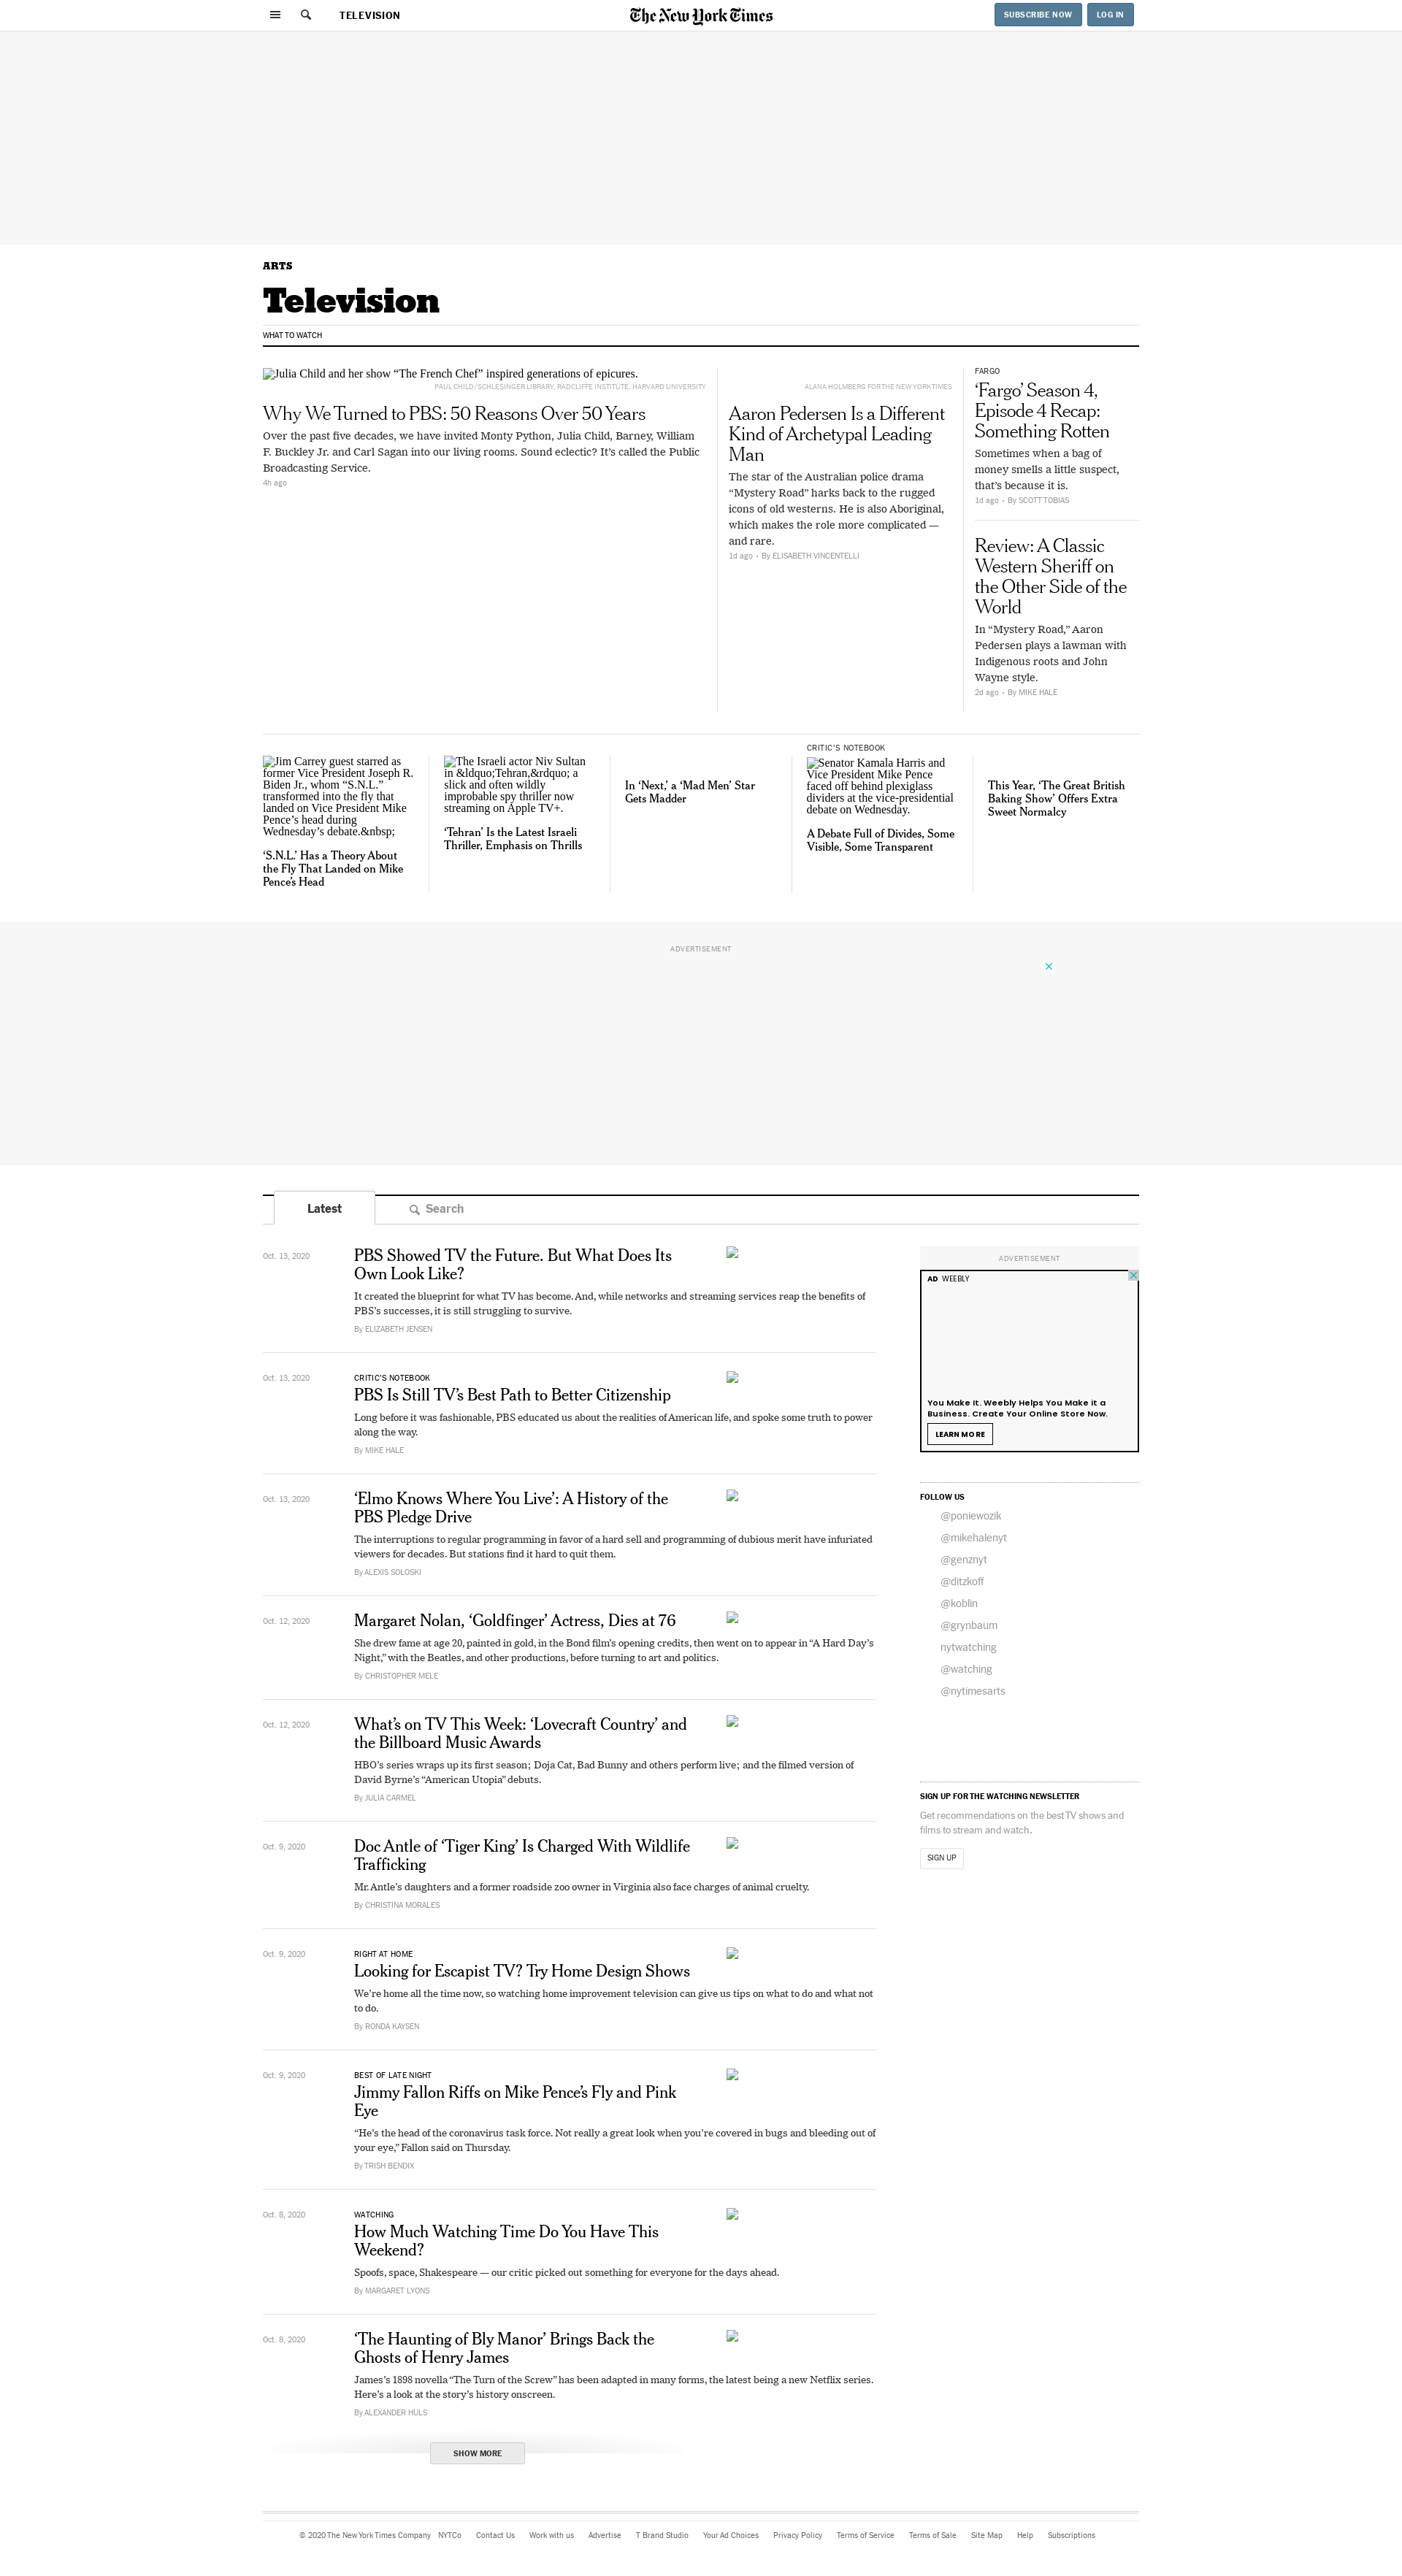 TELEVISION
The New York Times
SUBSCRIBE NOW
LOG IN
ARTS
Television
WHAT TO WATCH
Julia Child and her show “The French Chef” inspired generations of epicures.
PAUL CHILD/SCHLESINGER LIBRARY, RADCLIFFE INSTITUTE, HARVARD UNIVERSITY
Why We Turned to PBS: 50 Reasons Over 50 Years
Over the past five decades, we have invited Monty Python, Julia Child, Barney, William
F. Buckley Jr. and Carl Sagan into our living rooms. Sound eclectic? It’s called the Public
Broadcasting Service.
4h ago
ALANA HOLMBERG FOR THE NEW YORK TIMES
Aaron Pedersen Is a Different
Kind of Archetypal Leading
Man
The star of the Australian police drama
“Mystery Road” harks back to the rugged
icons of old westerns. He is also Aboriginal,
which makes the role more complicated —
and rare.
1d ago • By ELISABETH VINCENTELLI
FARGO
‘Fargo’ Season 4,
Episode 4 Recap:
Something Rotten
Sometimes when a bag of
money smells a little suspect,
that’s because it is.
1d ago • By SCOTT TOBIAS
Review: A Classic
Western Sheriff on
the Other Side of the
World
In “Mystery Road,” Aaron
Pedersen plays a lawman with
Indigenous roots and John
Wayne style.
2d ago • By MIKE HALE
Jim Carrey guest starred as
former Vice President Joseph R.
Biden Jr., whom “S.N.L.”
transformed into the fly that
landed on Vice President Mike
Pence’s head during
Wednesday’s debate.&nbsp;
‘S.N.L.’ Has a Theory About
the Fly That Landed on Mike
Pence’s Head
The Israeli actor Niv Sultan
in &ldquo;Tehran,&rdquo; a
slick and often wildly
improbable spy thriller now
streaming on Apple TV+.
‘Tehran’ Is the Latest Israeli
Thriller, Emphasis on Thrills
In ‘Next,’ a ‘Mad Men’ Star
Gets Madder
CRITIC’S NOTEBOOK
Senator Kamala Harris and
Vice President Mike Pence
faced off behind plexiglass
dividers at the vice-presidential
debate on Wednesday.
A Debate Full of Divides, Some
Visible, Some Transparent
This Year, ‘The Great British
Baking Show’ Offers Extra
Sweet Normalcy
ADVERTISEMENT
Latest
Search
Oct. 13, 2020
PBS Showed TV the Future. But What Does Its
Own Look Like?
It created the blueprint for what TV has become. And, while networks and streaming services reap the benefits of
PBS’s successes, it is still struggling to survive.
By ELIZABETH JENSEN
Oct. 13, 2020
CRITIC’S NOTEBOOK
PBS Is Still TV’s Best Path to Better Citizenship
Long before it was fashionable, PBS educated us about the realities of American life, and spoke some truth to power
along the way.
By MIKE HALE
Oct. 13, 2020
‘Elmo Knows Where You Live’: A History of the
PBS Pledge Drive
The interruptions to regular programming in favor of a hard sell and programming of dubious merit have infuriated
viewers for decades. But stations find it hard to quit them.
By ALEXIS SOLOSKI
Oct. 12, 2020
Margaret Nolan, ‘Goldfinger’ Actress, Dies at 76
She drew fame at age 20, painted in gold, in the Bond film’s opening credits, then went on to appear in “A Hard Day’s
Night,” with the Beatles, and other productions, before turning to art and politics.
By CHRISTOPHER MELE
Oct. 12, 2020
What’s on TV This Week: ‘Lovecraft Country’ and
the Billboard Music Awards
HBO’s series wraps up its first season; Doja Cat, Bad Bunny and others perform live; and the filmed version of
David Byrne’s “American Utopia” debuts.
By JULIA CARMEL
Oct. 9, 2020
Doc Antle of ‘Tiger King’ Is Charged With Wildlife
Trafficking
Mr. Antle’s daughters and a former roadside zoo owner in Virginia also face charges of animal cruelty.
By CHRISTINA MORALES
Oct. 9, 2020
RIGHT AT HOME
Looking for Escapist TV? Try Home Design Shows
We’re home all the time now, so watching home improvement television can give us tips on what to do and what not
to do.
By RONDA KAYSEN
Oct. 9, 2020
BEST OF LATE NIGHT
Jimmy Fallon Riffs on Mike Pence’s Fly and Pink
Eye
“He’s the head of the coronavirus task force. Not really a great look when you’re covered in bugs and bleeding out of
your eye,” Fallon said on Thursday.
By TRISH BENDIX
Oct. 8, 2020
WATCHING
How Much Watching Time Do You Have This
Weekend?
Spoofs, space, Shakespeare — our critic picked out something for everyone for the days ahead.
By MARGARET LYONS
Oct. 8, 2020
‘The Haunting of Bly Manor’ Brings Back the
Ghosts of Henry James
James’s 1898 novella “The Turn of the Screw” has been adapted in many forms, the latest being a new Netflix series.
Here’s a look at the story’s history onscreen.
By ALEXANDER HULS
SHOW MORE
ADVERTISEMENT
AD WEEBLY
You Make It. Weebly Helps You Make it a
Business. Create Your Online Store Now.
LEARN MORE
FOLLOW US
@poniewozik
@mikehalenyt
@genznyt
@ditzkoff
@koblin
@grynbaum
nytwatching
@watching
@nytimesarts
SIGN UP FOR THE WATCHING NEWSLETTER
Get recommendations on the best TV shows and
films to stream and watch.
SIGN UP
© 2020 The New York Times Company NYTCo Contact Us Work with us Advertise T Brand Studio Your Ad Choices Privacy Policy Terms of Service Terms of Sale Site Map Help Subscriptions